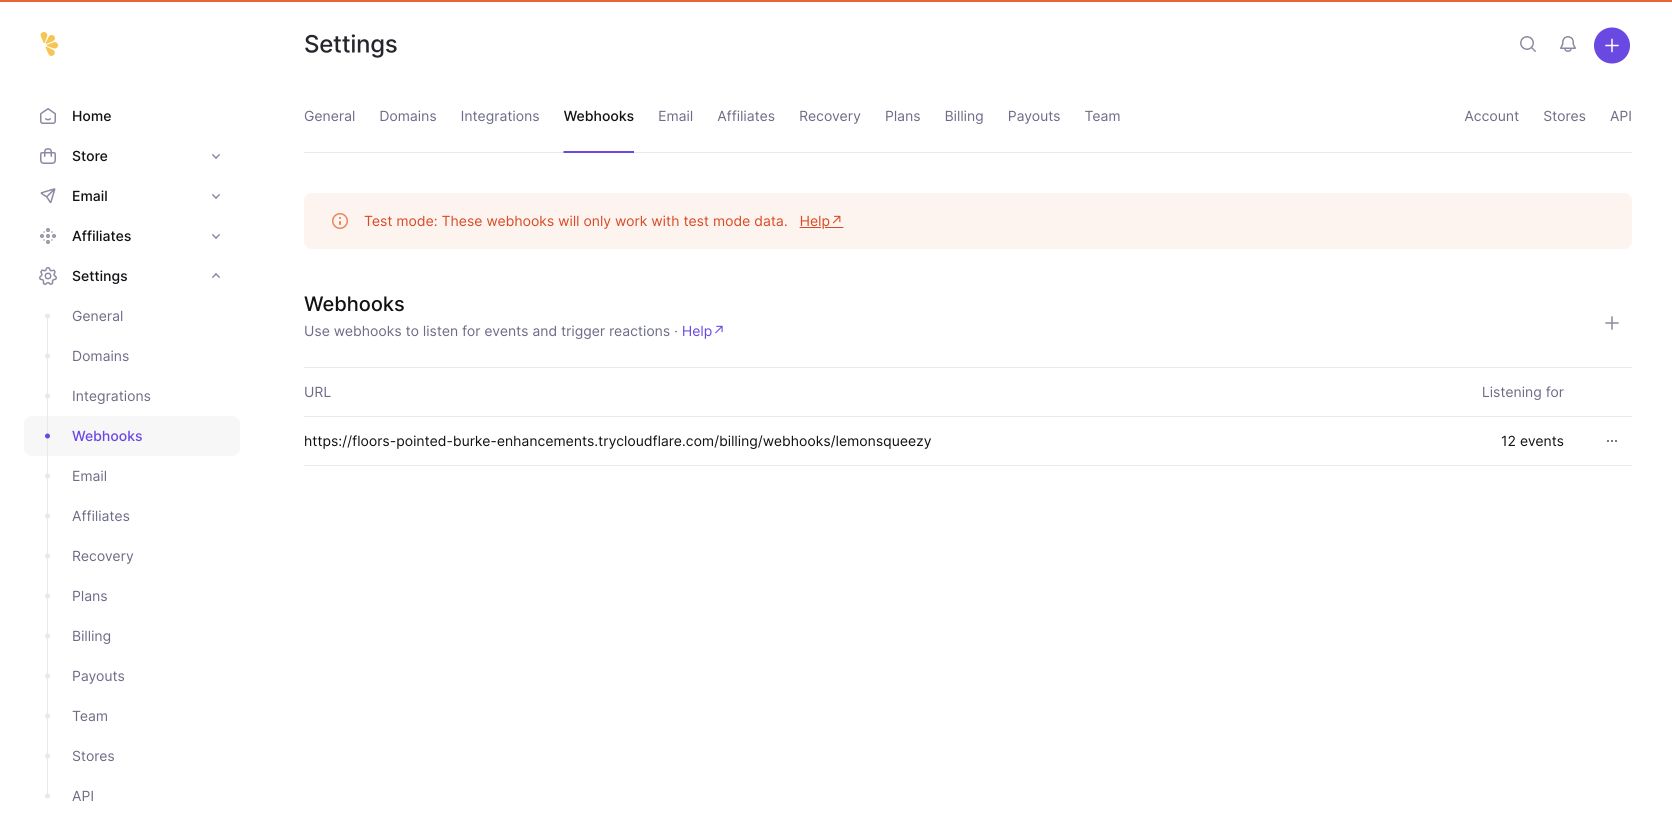 Settings
Home
Store
Email
Affiliates
Settings
General
Domains
Integrations
Webhooks
Email
Affiliates
Recovery
Plans
Billing
Payouts
Team
Stores
API
General Domains Integrations Webhooks Email Affiliates Recovery Plans Billing Payouts Team Account Stores API
Test mode: These webhooks will only work with test mode data. Help↗
Webhooks
Use webhooks to listen for events and trigger reactions · Help↗
URL Listening for
https://floors-pointed-burke-enhancements.trycloudflare.com/billing/webhooks/lemonsqueezy 12 events